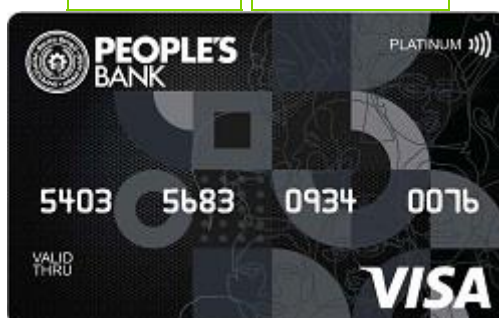 PEOPLE'S
BANK
PLATINUM
5403 5683 0934 0076
VALID
THRU
VISA